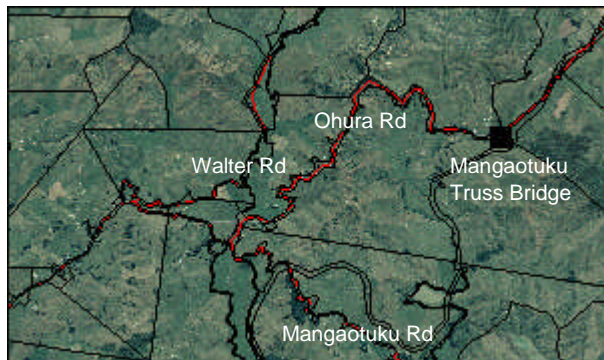 Ohura Rd
Walter Rd
Mangaotuku
Truss Bridge
Mangaotuku Rd